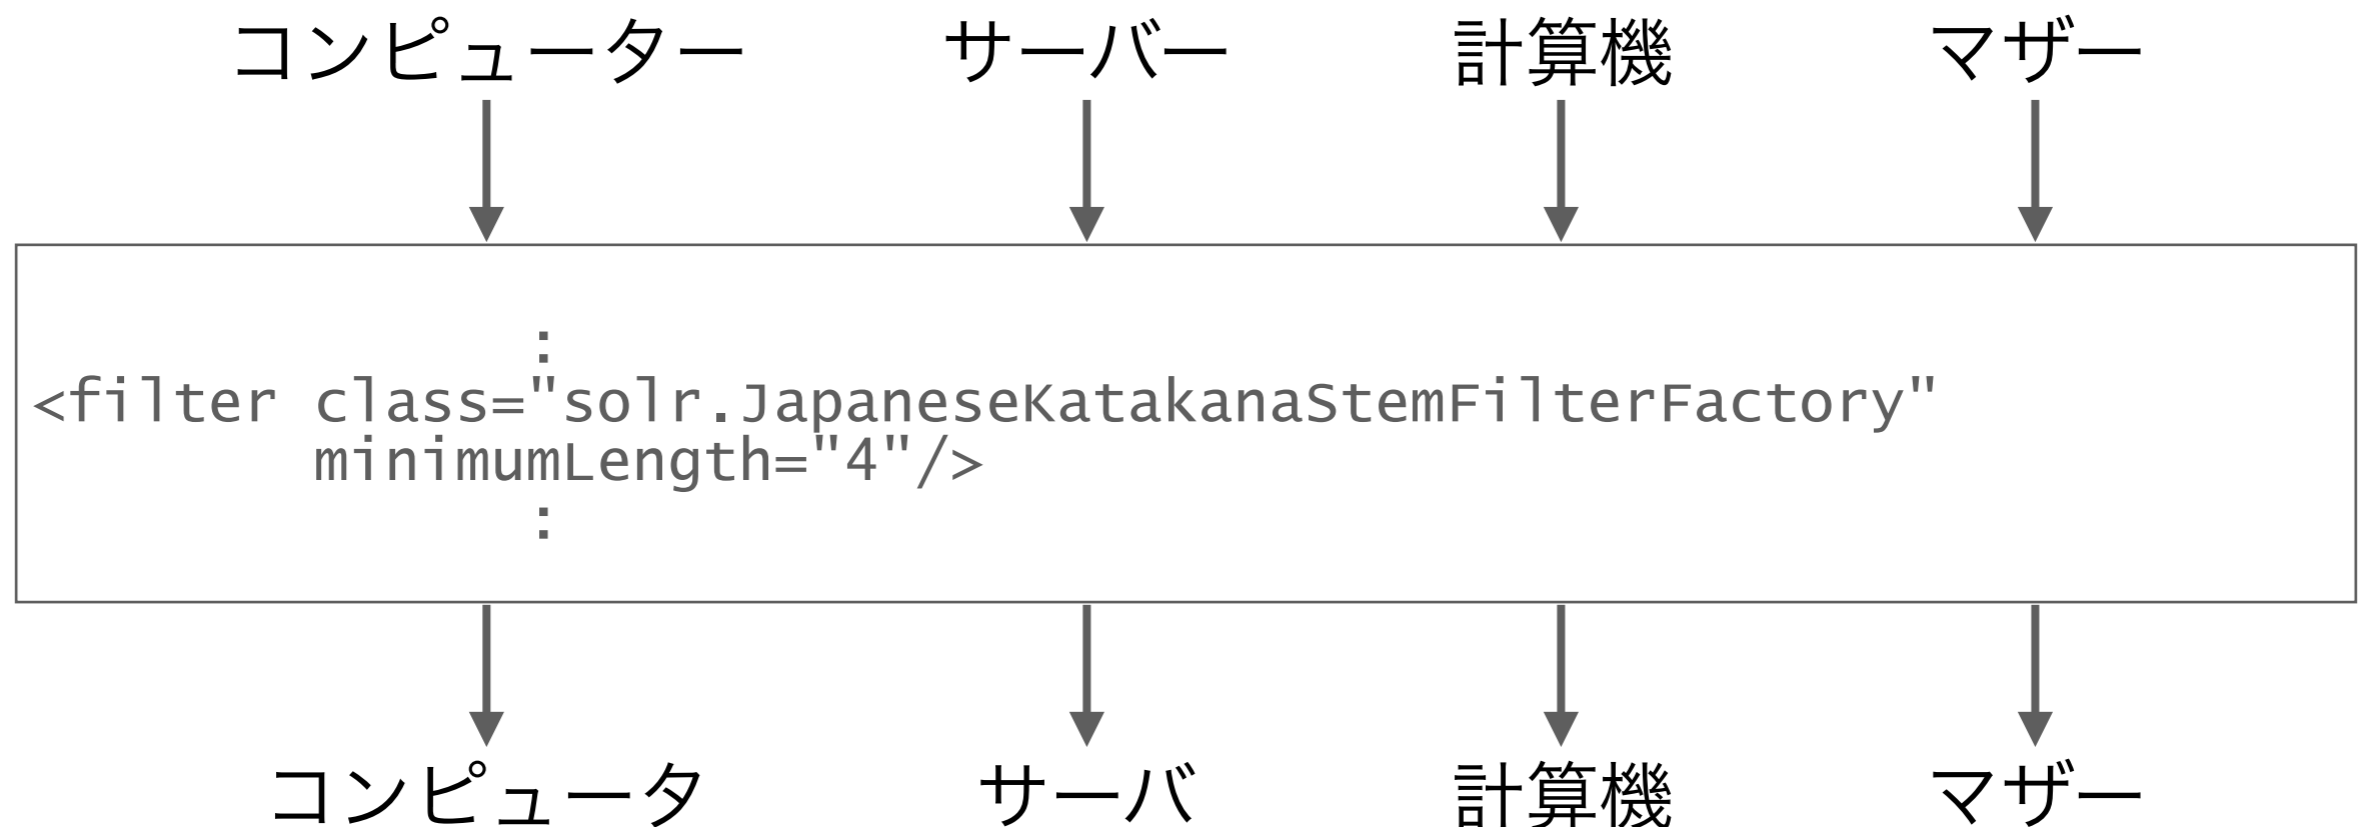 コンピューター サーバー 計算機 マザー
:
<filter class="solr.JapaneseKatakanaStemFilterFactory"
minimumLength="4"/>
:
コンピュータ サーバ 計算機 マザー